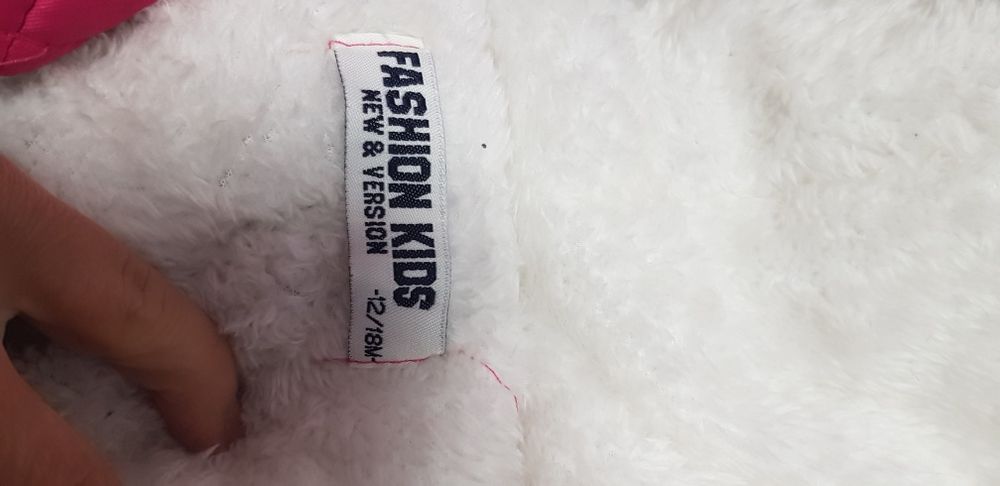 FASHION KIDS
NEW & VERSION
-12/18M-